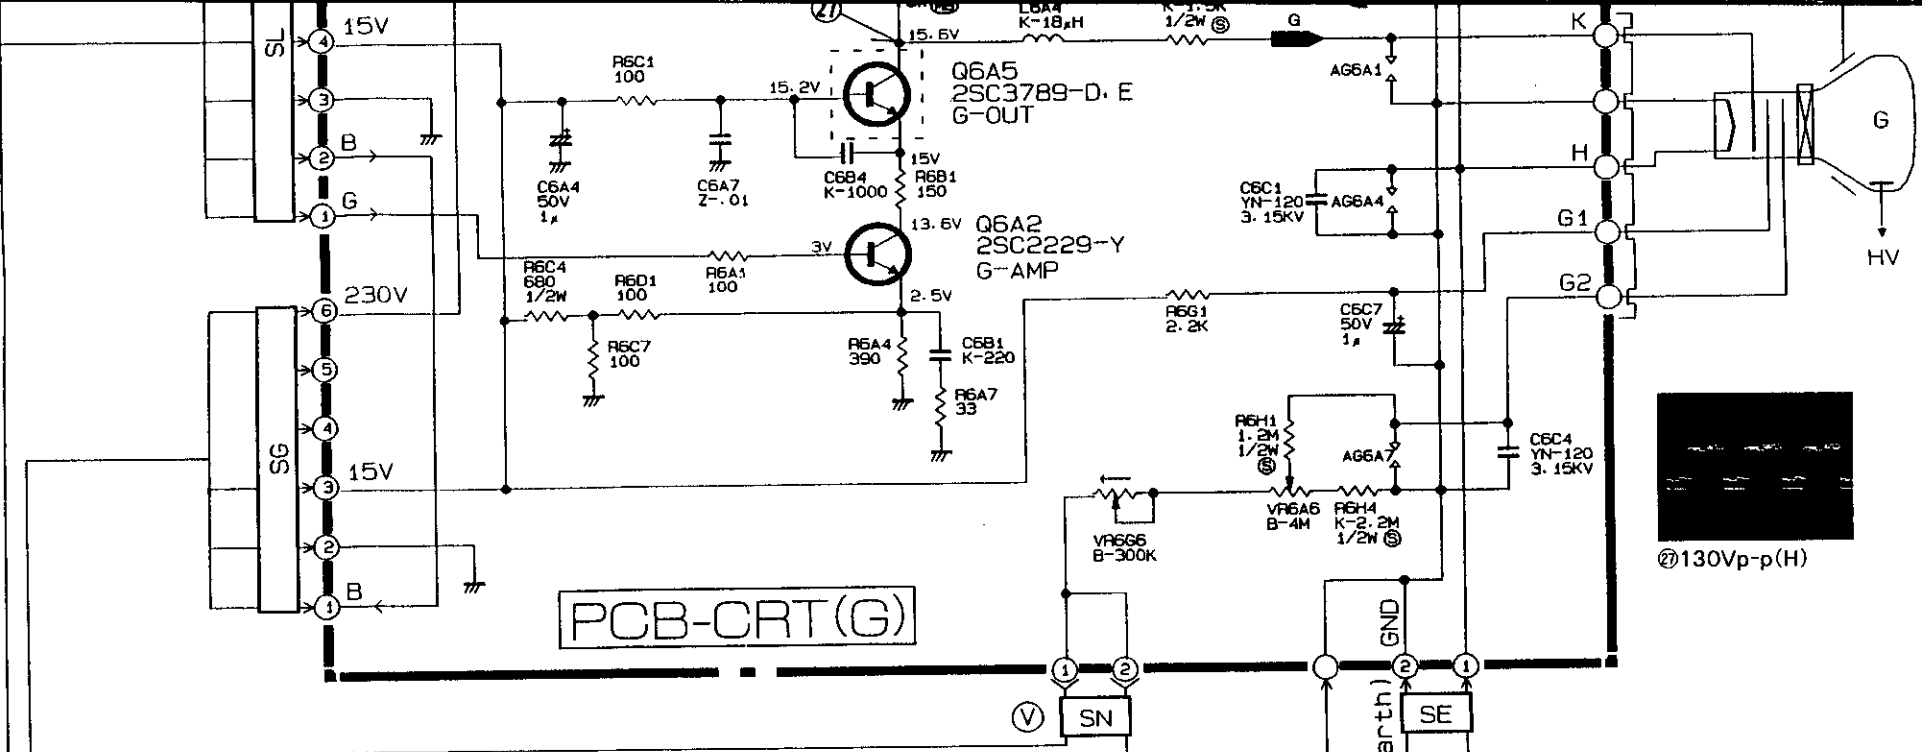 15V
SL
4
3
B
2
G
1
230V
6
5
4
SG
15V
3
2
B
1
27
15.6V
L6A4
K-18μH
K-1.5K
1/2W Ⓢ
G
R6C1
100
15.2V
Q6A5
2SC3789-D.E
G-OUT
C6A4
50V
1μ
C6A7
Z-.01
C6B4
K-1000
15V
R6B1
150
13.6V
Q6A2
2SC2229-Y
G-AMP
3V
R6A1
100
R6C4
680
1/2W
R6D1
100
2.5V
R6C7
100
R6A4
390
C6B1
K-220
R6A7
33
AG6A1
C6C1
YN-120
3.15KV
AG6A4
R6G1
2.2K
C6C7
50V
1μ
K
H
G1
G2
G
HV
R6H1
1.2M
1/2W
Ⓢ
AG6A7
C6C4
YN-120
3.15KV
VR6A6
B-4M
R6H4
K-2.2M
1/2W Ⓢ
VR6G6
B-300K
㉗130Vp-p(H)
PCB-CRT(G)
GND
1
2
2
1
V
SN
arth)
SE